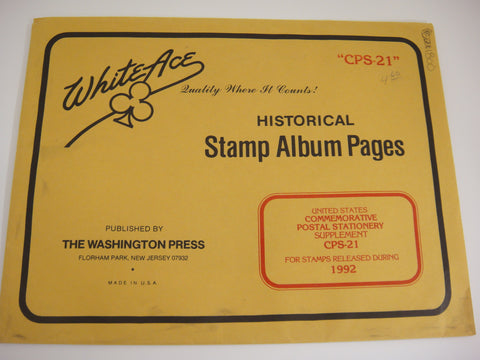 "CPS-21"
White Ace
Quality Where It Counts!
HISTORICAL
Stamp Album Pages
UNITED STATES
COMMEMORATIVE
POSTAL STATIONERY
SUPPLEMENT
CPS-21
FOR STAMPS RELEASED DURING
1992
PUBLISHED BY
THE WASHINGTON PRESS
FLORHAM PARK, NEW JERSEY 07932
MADE IN U.S.A.